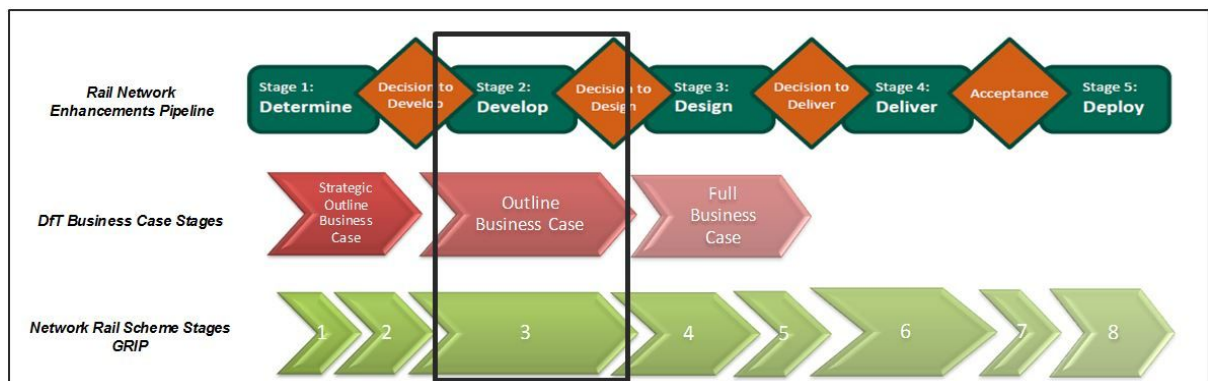 Rail Network
Enhancements Pipeline
Stage 1:
Determine
Decision to
Develop
Stage 2:
Develop
Decision to
Design
Stage 3:
Design
Decision to
Deliver
Stage 4:
Deliver
Acceptance
Stage 5:
Deploy
DfT Business Case Stages
Strategic
Outline
Business
Case
Outline
Business Case
Full
Business
Case
Network Rail Scheme Stages
GRIP
1
2
3
4
5
6
7
8